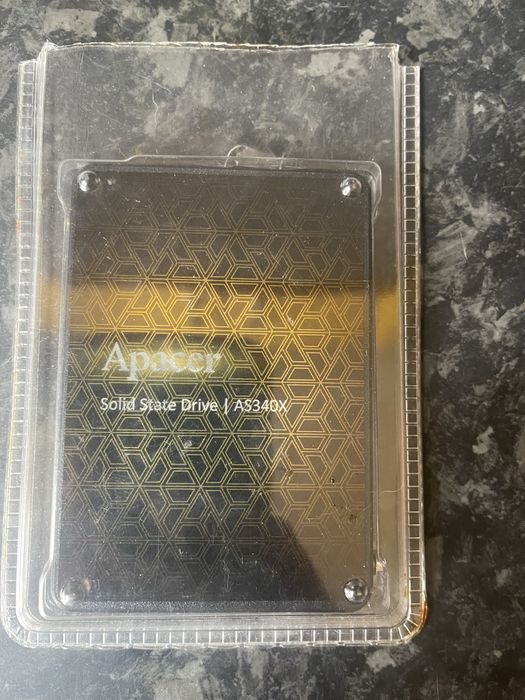 Apacer
Solid State Drive | AS340X